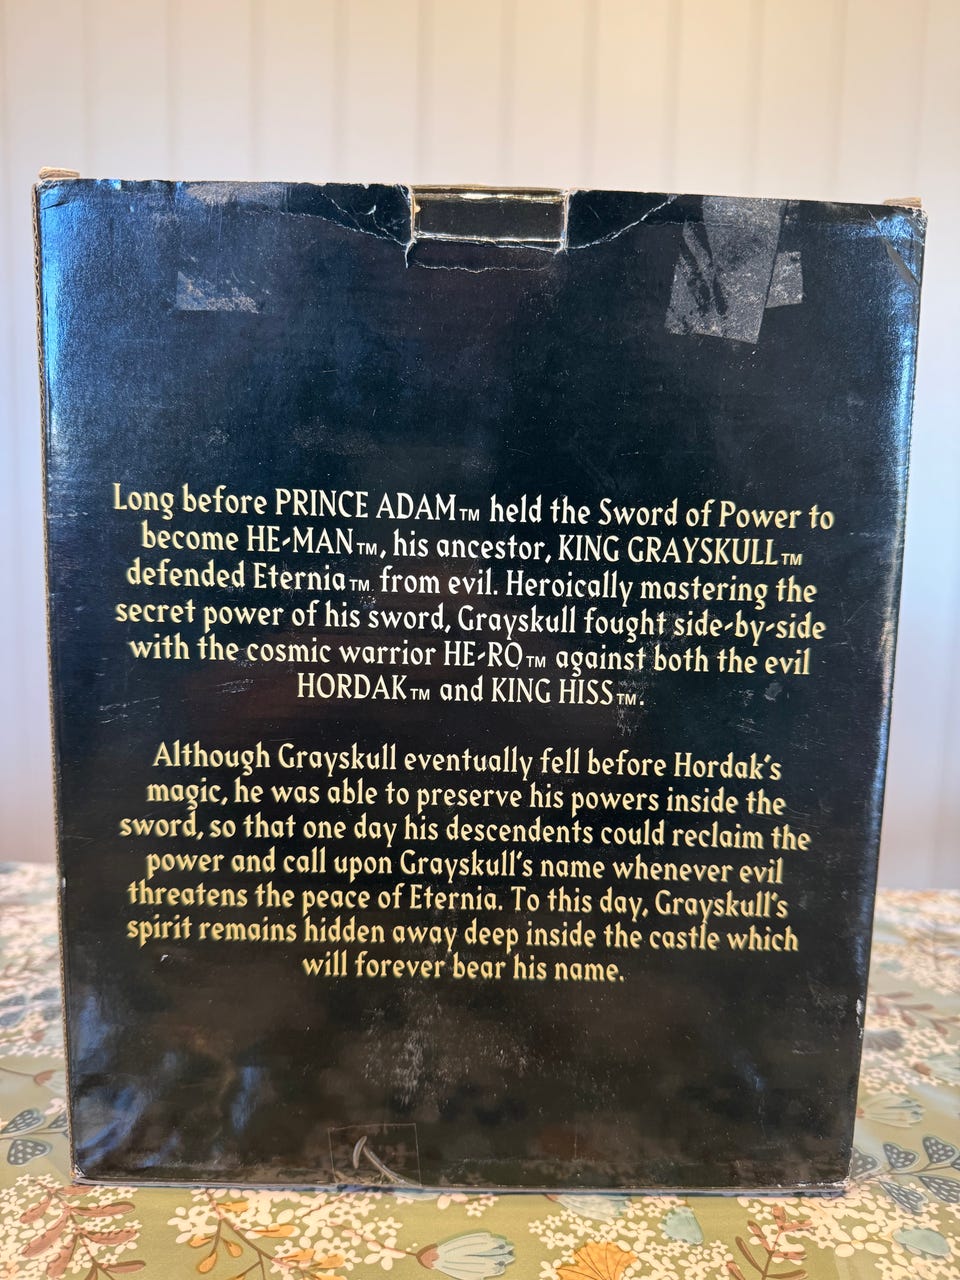 Long before PRINCE ADAM™ held the Sword of Power to
become HE-MAN™, his ancestor, KING GRAYSKULL™
defended Eternia™ from evil. Heroically mastering the
secret power of his sword, Grayskull fought side-by-side
with the cosmic warrior HE-RO™ against both the evil
HORDAK™ and KING HISS™.
Although Grayskull eventually fell before Hordak's
magic, he was able to preserve his powers inside the
sword, so that one day his descendents could reclaim the
power and call upon Grayskull's name whenever evil
threatens the peace of Eternia. To this day, Grayskull's
spirit remains hidden away deep inside the castle which
will forever bear his name.